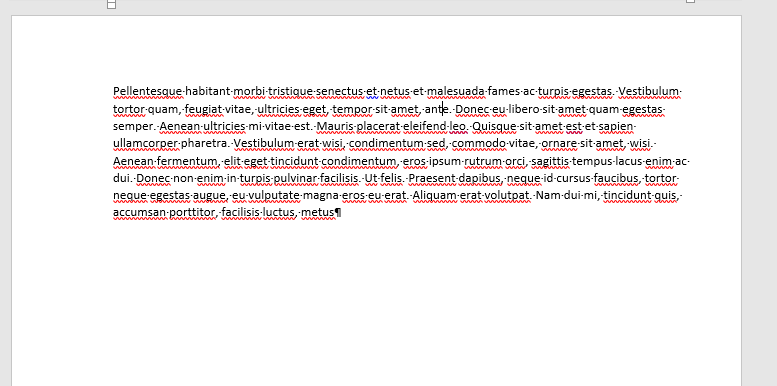 Pellentesque habitant morbi tristique senectus et netus et malesuada fames ac turpis egestas. Vestibulum
tortor quam, feugiat vitae, ultricies eget, tempor sit amet, ante. Donec eu libero sit amet quam egestas
semper. Aenean ultricies mi vitae est. Mauris placerat eleifend leo. Quisque sit amet est et sapien
ullamcorper pharetra. Vestibulum erat wisi, condimentum sed, commodo vitae, ornare sit amet, wisi.
Aenean fermentum, elit eget tincidunt condimentum, eros ipsum rutrum orci, sagittis tempus lacus enim ac
dui. Donec non enim in turpis pulvinar facilisis. Ut felis. Praesent dapibus, neque id cursus faucibus, tortor
neque egestas augue, eu vulputate magna eros eu erat. Aliquam erat volutpat. Nam dui mi, tincidunt quis,
accumsan porttitor, facilisis luctus, metus¶